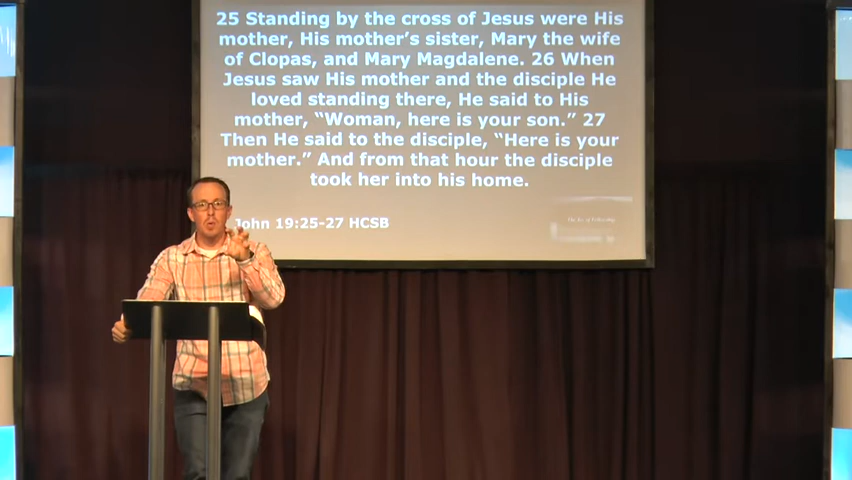 25 Standing by the cross of Jesus were His
mother, His mother's sister, Mary the wife
of Clopas, and Mary Magdalene. 26 When
Jesus saw His mother and the disciple He
loved standing there, He said to His
mother, “Woman, here is your son.” 27
Then He said to the disciple, “Here is your
mother.” And from that hour the disciple
took her into his home.
John 19:25-27 HCSB